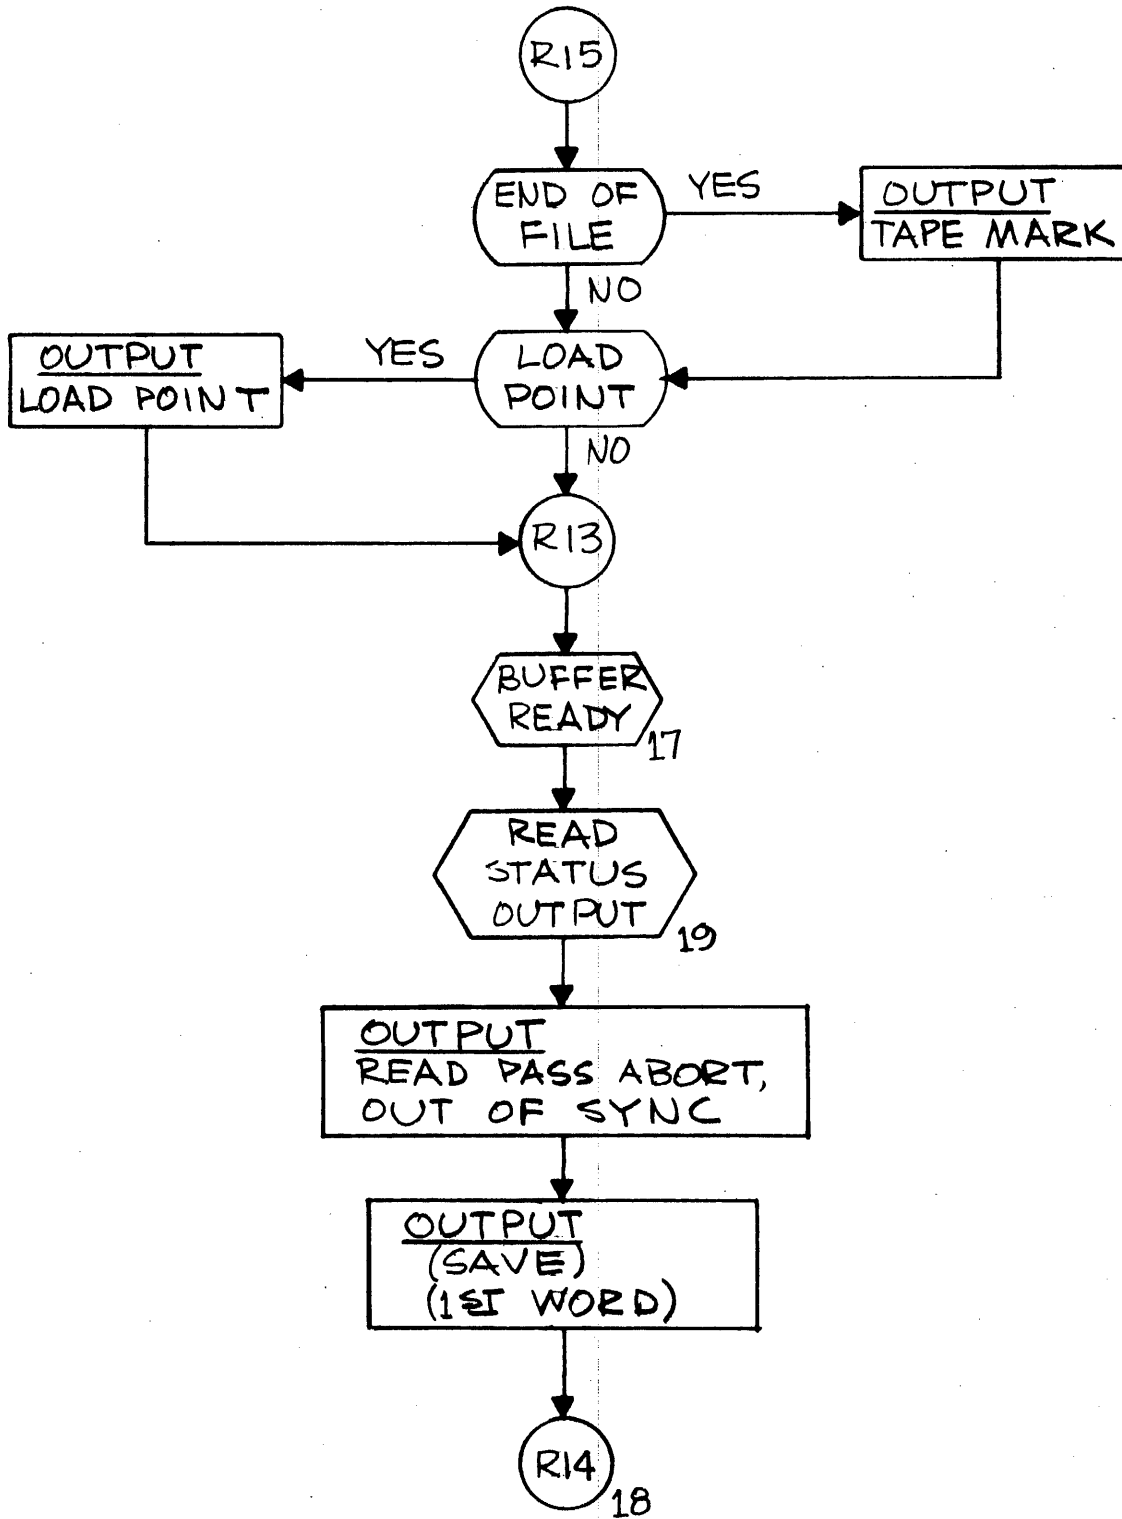 R15
END OF
FILE
YES
OUTPUT
TAPE MARK
NO
OUTPUT
LOAD POINT
YES
LOAD
POINT
NO
R13
BUFFER
READY
17
READ
STATUS
OUTPUT
19
OUTPUT
READ PASS ABORT,
OUT OF SYNC
OUTPUT
(SAVE)
(1ST WORD)
R14
18